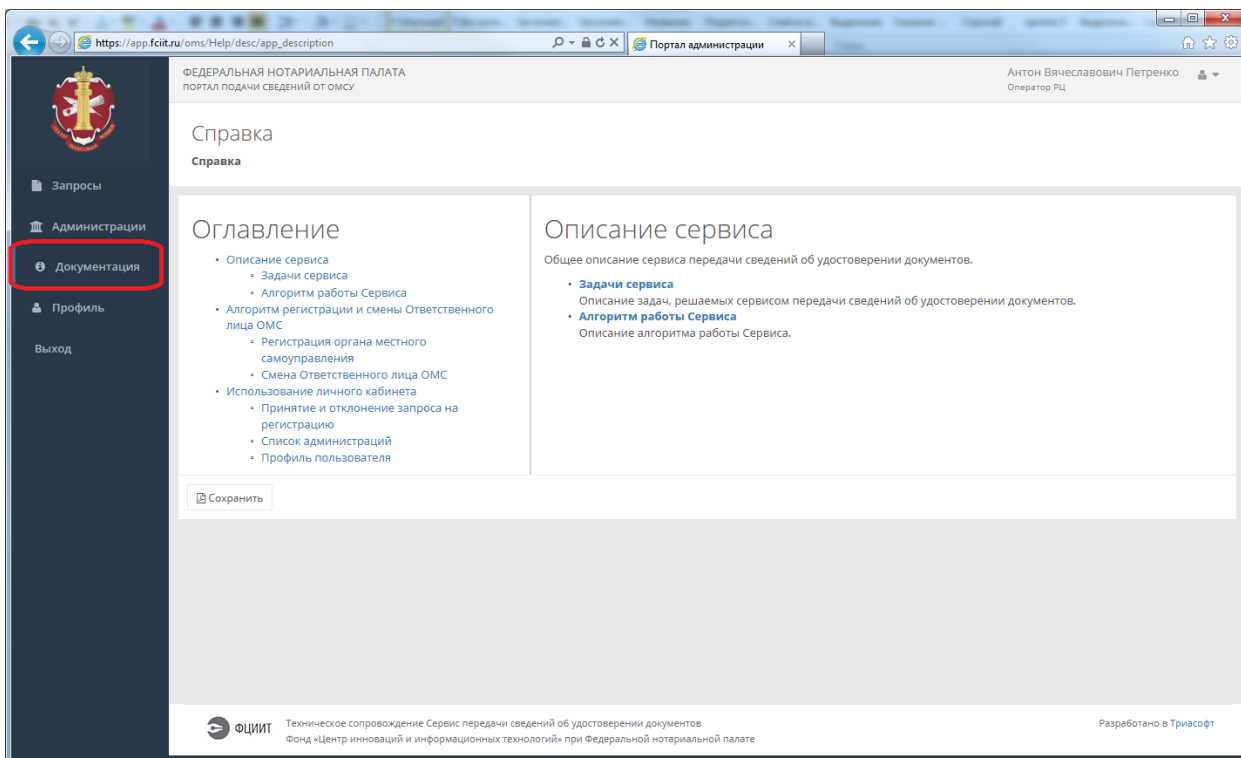 https://app.fciit.ru/oms/Help/desc/app_description
Портал администрации
ФЕДЕРАЛЬНАЯ НОТАРИАЛЬНАЯ ПАЛАТА
ПОРТАЛ ПОДАЧИ СВЕДЕНИЙ ОТ ОМСУ
Антон Вячеславович Петренко
Оператор РЦ
Справка
Справка
Запросы
Администрации
Документация
Профиль
Выход
Оглавление
• Описание сервиса
◦ Задачи сервиса
◦ Алгоритм работы Сервиса
• Алгоритм регистрации и смены Ответственного
лица ОМС
◦ Регистрация органа местного
самоуправления
◦ Смена Ответственного лица ОМС
• Использование личного кабинета
◦ Принятие и отклонение запроса на
регистрацию
◦ Список администраций
◦ Профиль пользователя
Описание сервиса
Общее описание сервиса передачи сведений об удостоверении документов.
• Задачи сервиса
Описание задач, решаемых сервисом передачи сведений об удостоверении документов.
• Алгоритм работы Сервиса
Описание алгоритма работы Сервиса.
Сохранить
ФЦИИТ
Техническое сопровождение Сервис передачи сведений об удостоверении документов
Фонд «Центр инноваций и информационных технологий» при Федеральной нотариальной палате
Разработано в Триасофт